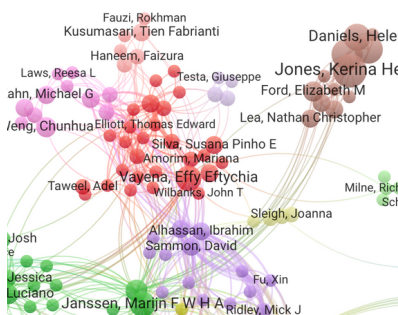 Fauzi, Rokhman
Kusumasari, Tien Fabrianti
Daniels, Hele
Haneem, Faizura
Laws, Reesa L
Testa, Giuseppe
Jones, Kerina He
ahn, Michael G
Ford, Elizabeth M
Weng, Chunhua
Elliott, Thomas Edward
Lea, Nathan Christopher
Silva, Susana Pinho E
Amorim, Mariana
Vayena, Effy Eftychia
Taweel, Adel
Wilbanks, John T
Milne, Rich
Sch
Sleigh, Joanna
Alhassan, Ibrahim
Josh
Sammon, David
re
Jessica
Fu, Xin
Luciano
Janssen, Marijn F W H A
Ridley, Mick J